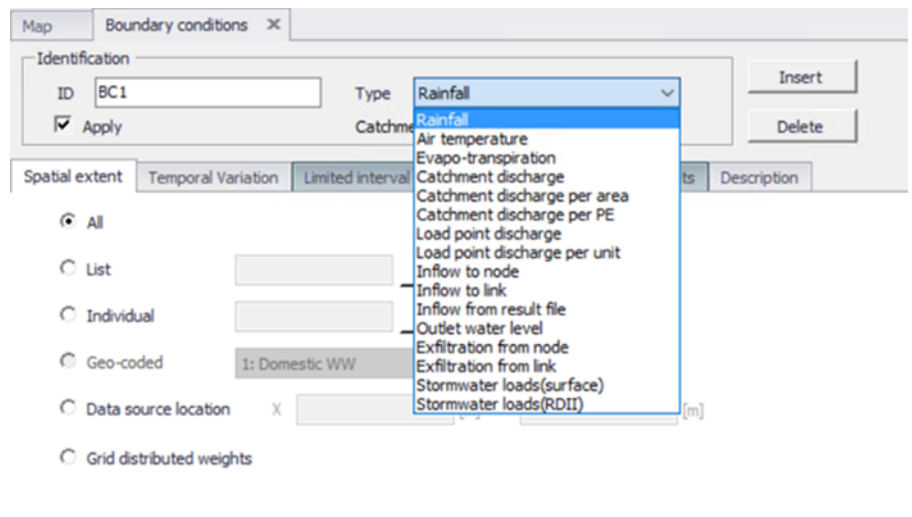 Map
Boundary conditions
Identification
ID BC1
Type Rainfall
Insert
Apply
Catchme
Delete
Rainfall
Air temperature
Evapo-transpiration
Catchment discharge
Catchment discharge per area
Catchment discharge per PE
Load point discharge
Load point discharge per unit
Inflow to node
Inflow to link
Inflow from result file
Outlet water level
Exfiltration from node
Exfiltration from link
Stormwater loads(surface)
Stormwater loads(RDII)
Spatial extent
Temporal Variation
Limited interval
ts
Description
All
List
Individual
Geo-coded
1: Domestic WW
Data source location X
[m]
Grid distributed weights